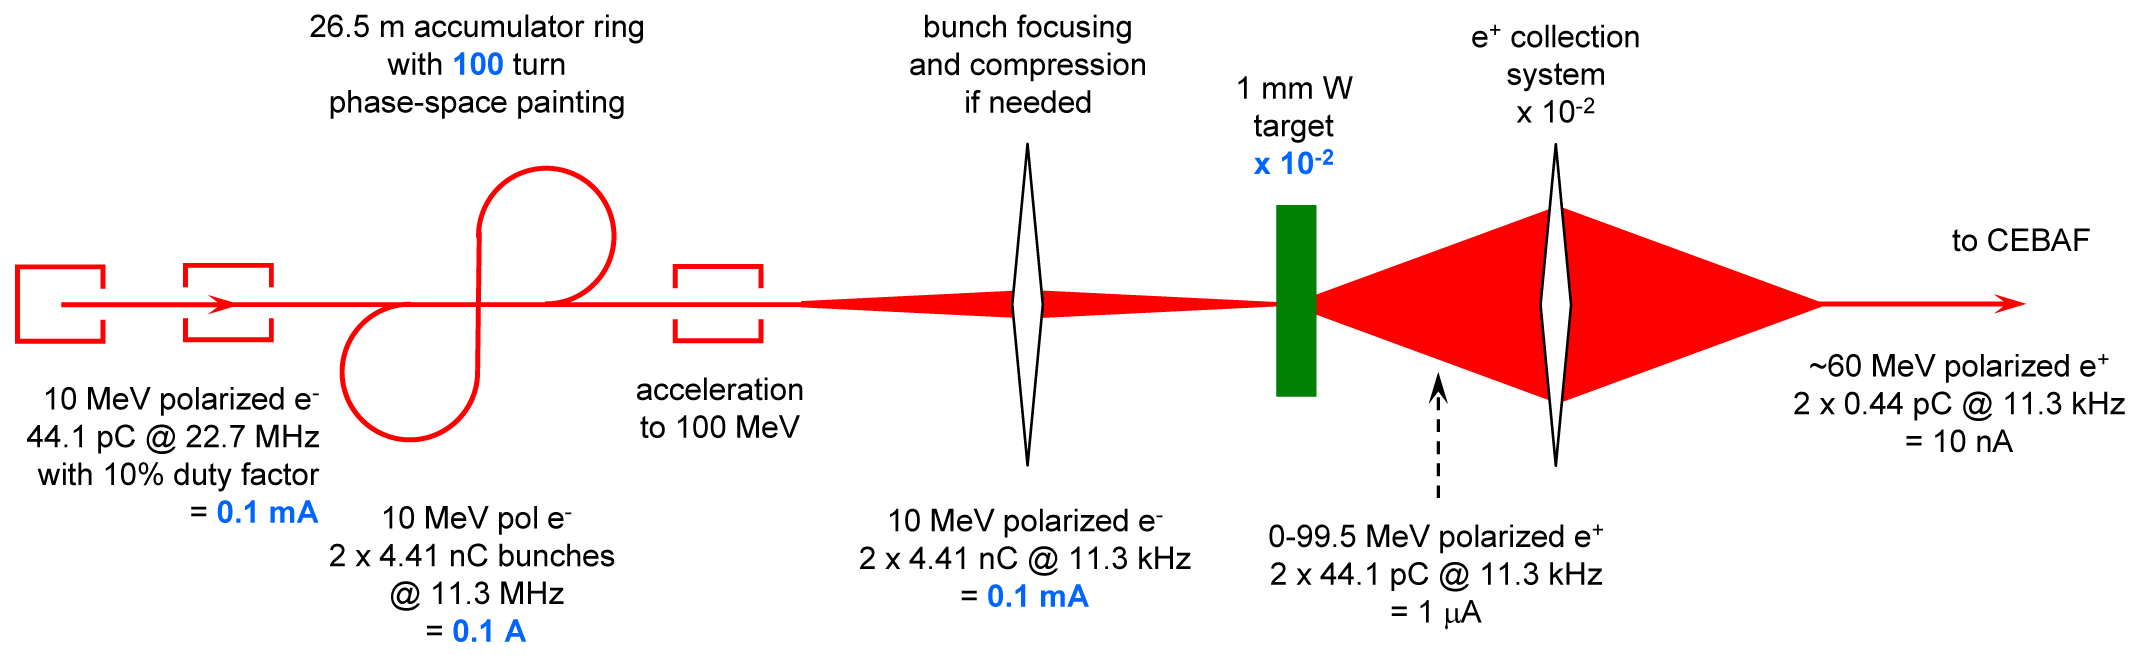 26.5 m accumulator ring
with 100 turn
phase-space painting
bunch focusing
and compression
if needed
1 mm W
target
x 10⁻²
e⁺ collection
system
x 10⁻²
to CEBAF
10 MeV polarized e⁻
44.1 pC @ 22.7 MHz
with 10% duty factor
= 0.1 mA
10 MeV pol e⁻
2 x 4.41 nC bunches
@ 11.3 MHz
= 0.1 A
acceleration
to 100 MeV
10 MeV polarized e⁻
2 x 4.41 nC @ 11.3 kHz
= 0.1 mA
0-99.5 MeV polarized e⁺
2 x 44.1 pC @ 11.3 kHz
= 1 μA
~60 MeV polarized e⁺
2 x 0.44 pC @ 11.3 kHz
= 10 nA